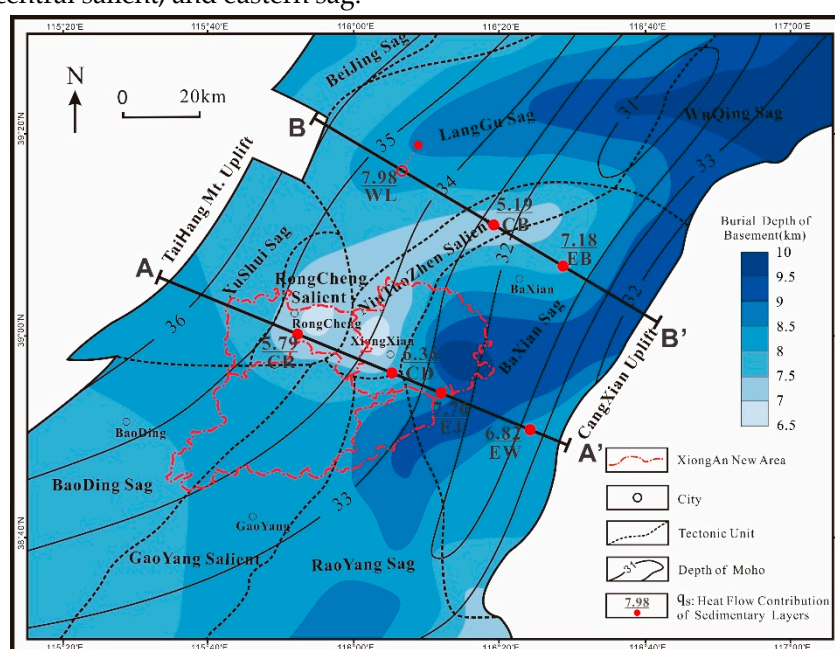 central salient, and eastern sag.
115°20'E
115°40'E
116°00'E
116°20'E
116°40'E
117°00'E
39°20'N
39°00'N
38°40'N
N
0 20km
BeiJing Sag
LangGu Sag
WuQing Sag
TaiHang Mt. Uplift
XuShui Sag
RongCheng
Salient
NiuTuoZhen Salient
BaXian
BaXian Sag
CangXian Uplift
RongCheng
XiongXian
BaoDing
BaoDing Sag
GaoYang
GaoYang Salient
RaoYang Sag
A
A'
B
B'
7.98
WL
5.19
CB
7.18
EB
5.79
CR
CD
6.82
EW
35
34
36
33
32
31
33
32
Burial Depth of
Basement(km)
10
9.5
9
8.5
8
7.5
7
6.5
XiongAn New Area
City
Tectonic Unit
31
Depth of Moho
7.98
qs: Heat Flow Contribution
of Sedimentary Layers
115°20'E
115°40'E
116°00'E
116°20'E
116°40'E
117°00'E